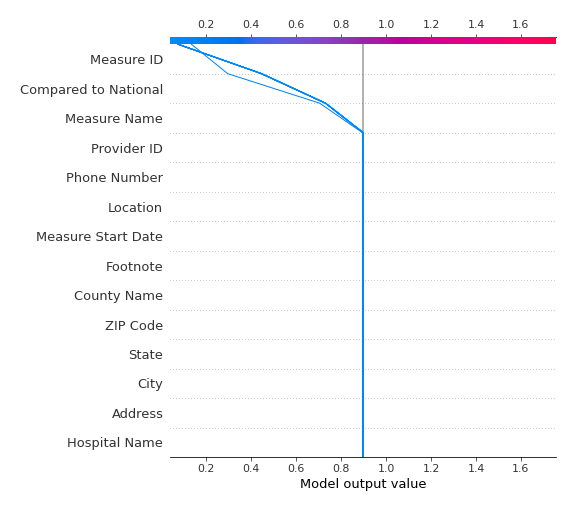 0.2 0.4 0.6 0.8 1.0 1.2 1.4 1.6
Measure ID
Compared to National
Measure Name
Provider ID
Phone Number
Location
Measure Start Date
Footnote
County Name
ZIP Code
State
City
Address
Hospital Name
0.2 0.4 0.6 0.8 1.0 1.2 1.4 1.6
Model output value